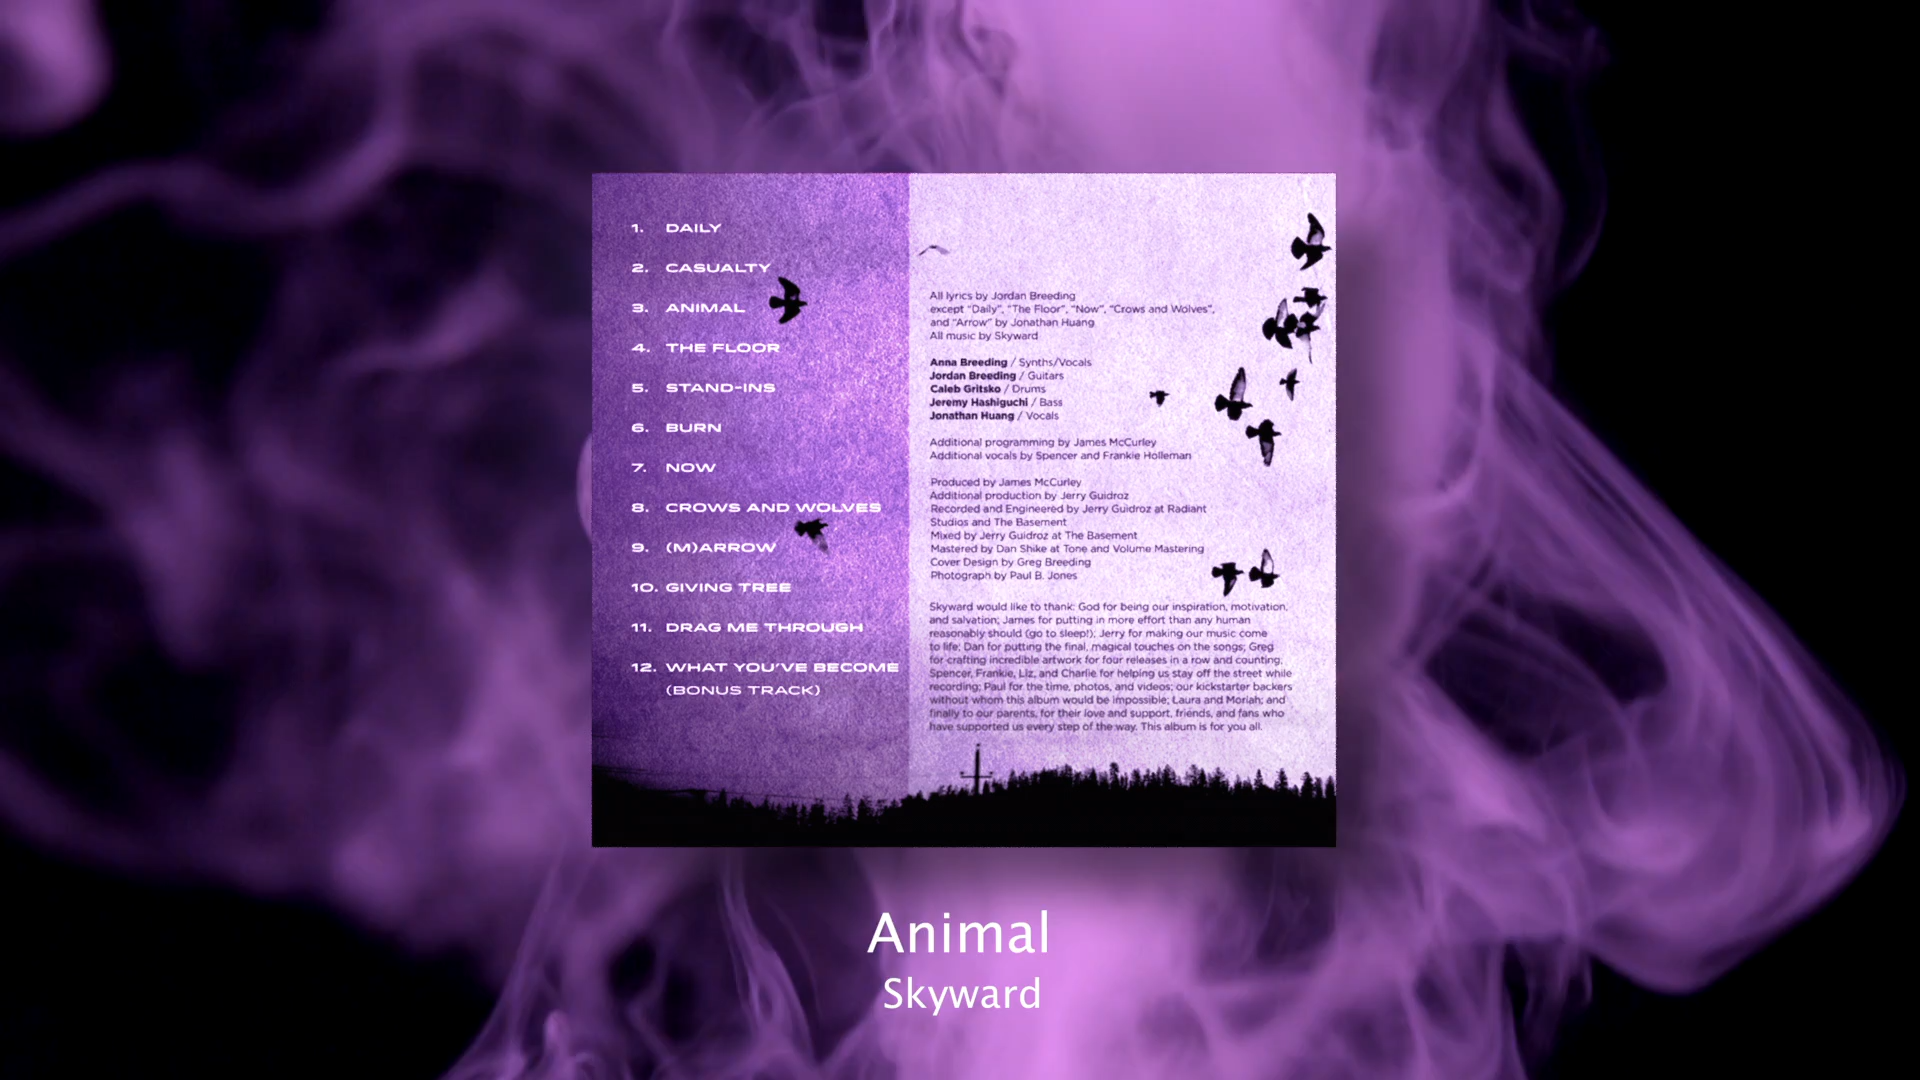 1. DAILY
2. CASUALTY
3. ANIMAL
4. THE FLOOR
5. STAND-INS
6. BURN
7. NOW
8. CROWS AND WOLVES
9. (M)ARROW
10. GIVING TREE
11. DRAG ME THROUGH
12. WHAT YOU'VE BECOME
(BONUS TRACK)
All lyrics by Jordan Breeding
except "Daily", "The Floor", "Now", "Crows and Wolves",
and "Arrow" by Jonathan Huang
All music by Skyward
Anna Breeding / Synths/Vocals
Jordan Breeding / Guitars
Caleb Gritsko / Drums
Jeremy Hashiguchi / Bass
Jonathan Huang / Vocals
Additional programming by James McCurley
Additional vocals by Spencer and Frankie Holleman
Produced by James McCurley
Additional production by Jerry Guidroz
Recorded and Engineered by Jerry Guidroz at Radiant
Studios and The Basement
Mixed by Jerry Guidroz at The Basement
Mastered by Dan Shike at Tone and Volume Mastering
Cover Design by Greg Breeding
Photograph by Paul B. Jones
Skyward would like to thank: God for being our inspiration, motivation,
and salvation; James for putting in more effort than any human
reasonably should (go to sleep!); Jerry for making our music come
to life; Dan for putting the final, magical touches on the songs; Greg
for crafting incredible artwork for four releases in a row and counting,
Spencer, Frankie, Liz, and Charlie for helping us stay off the street while
recording; Paul for the time, photos, and videos; our kickstarter backers
without whom this album would be impossible; Laura and Moriah; and
finally to our parents, for their love and support, friends, and fans who
have supported us every step of the way. This album is for you all.
Animal
Skyward